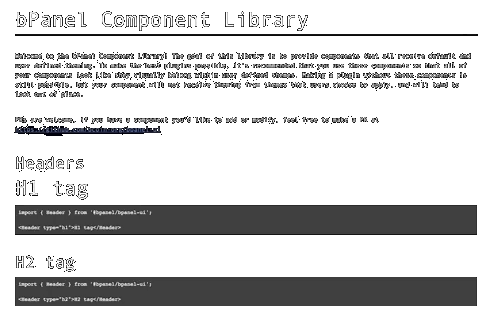 bPanel Component Library
Welcome to the bPanel Component Library! The goal of this library is to provide components that all receive default and
user defined theming. To make the best plugins possible, it's recommended that you use these components so that all of
your components look like they visually belong within user defined themes. Making a plugin without these components is
still possible, but your component will not receive theming from themes that users choose to apply, and will tend to
look out of place.
PRs are welcome. If you have a component you'd like to add or modify, feel free to make a PR at
Headers
H1 tag
import { Header } from '@bpanel/bpanel-ui';
<Header type="h1">H1 tag</Header>
H2 tag
import { Header } from '@bpanel/bpanel-ui';
<Header type="h2">H2 tag</Header>